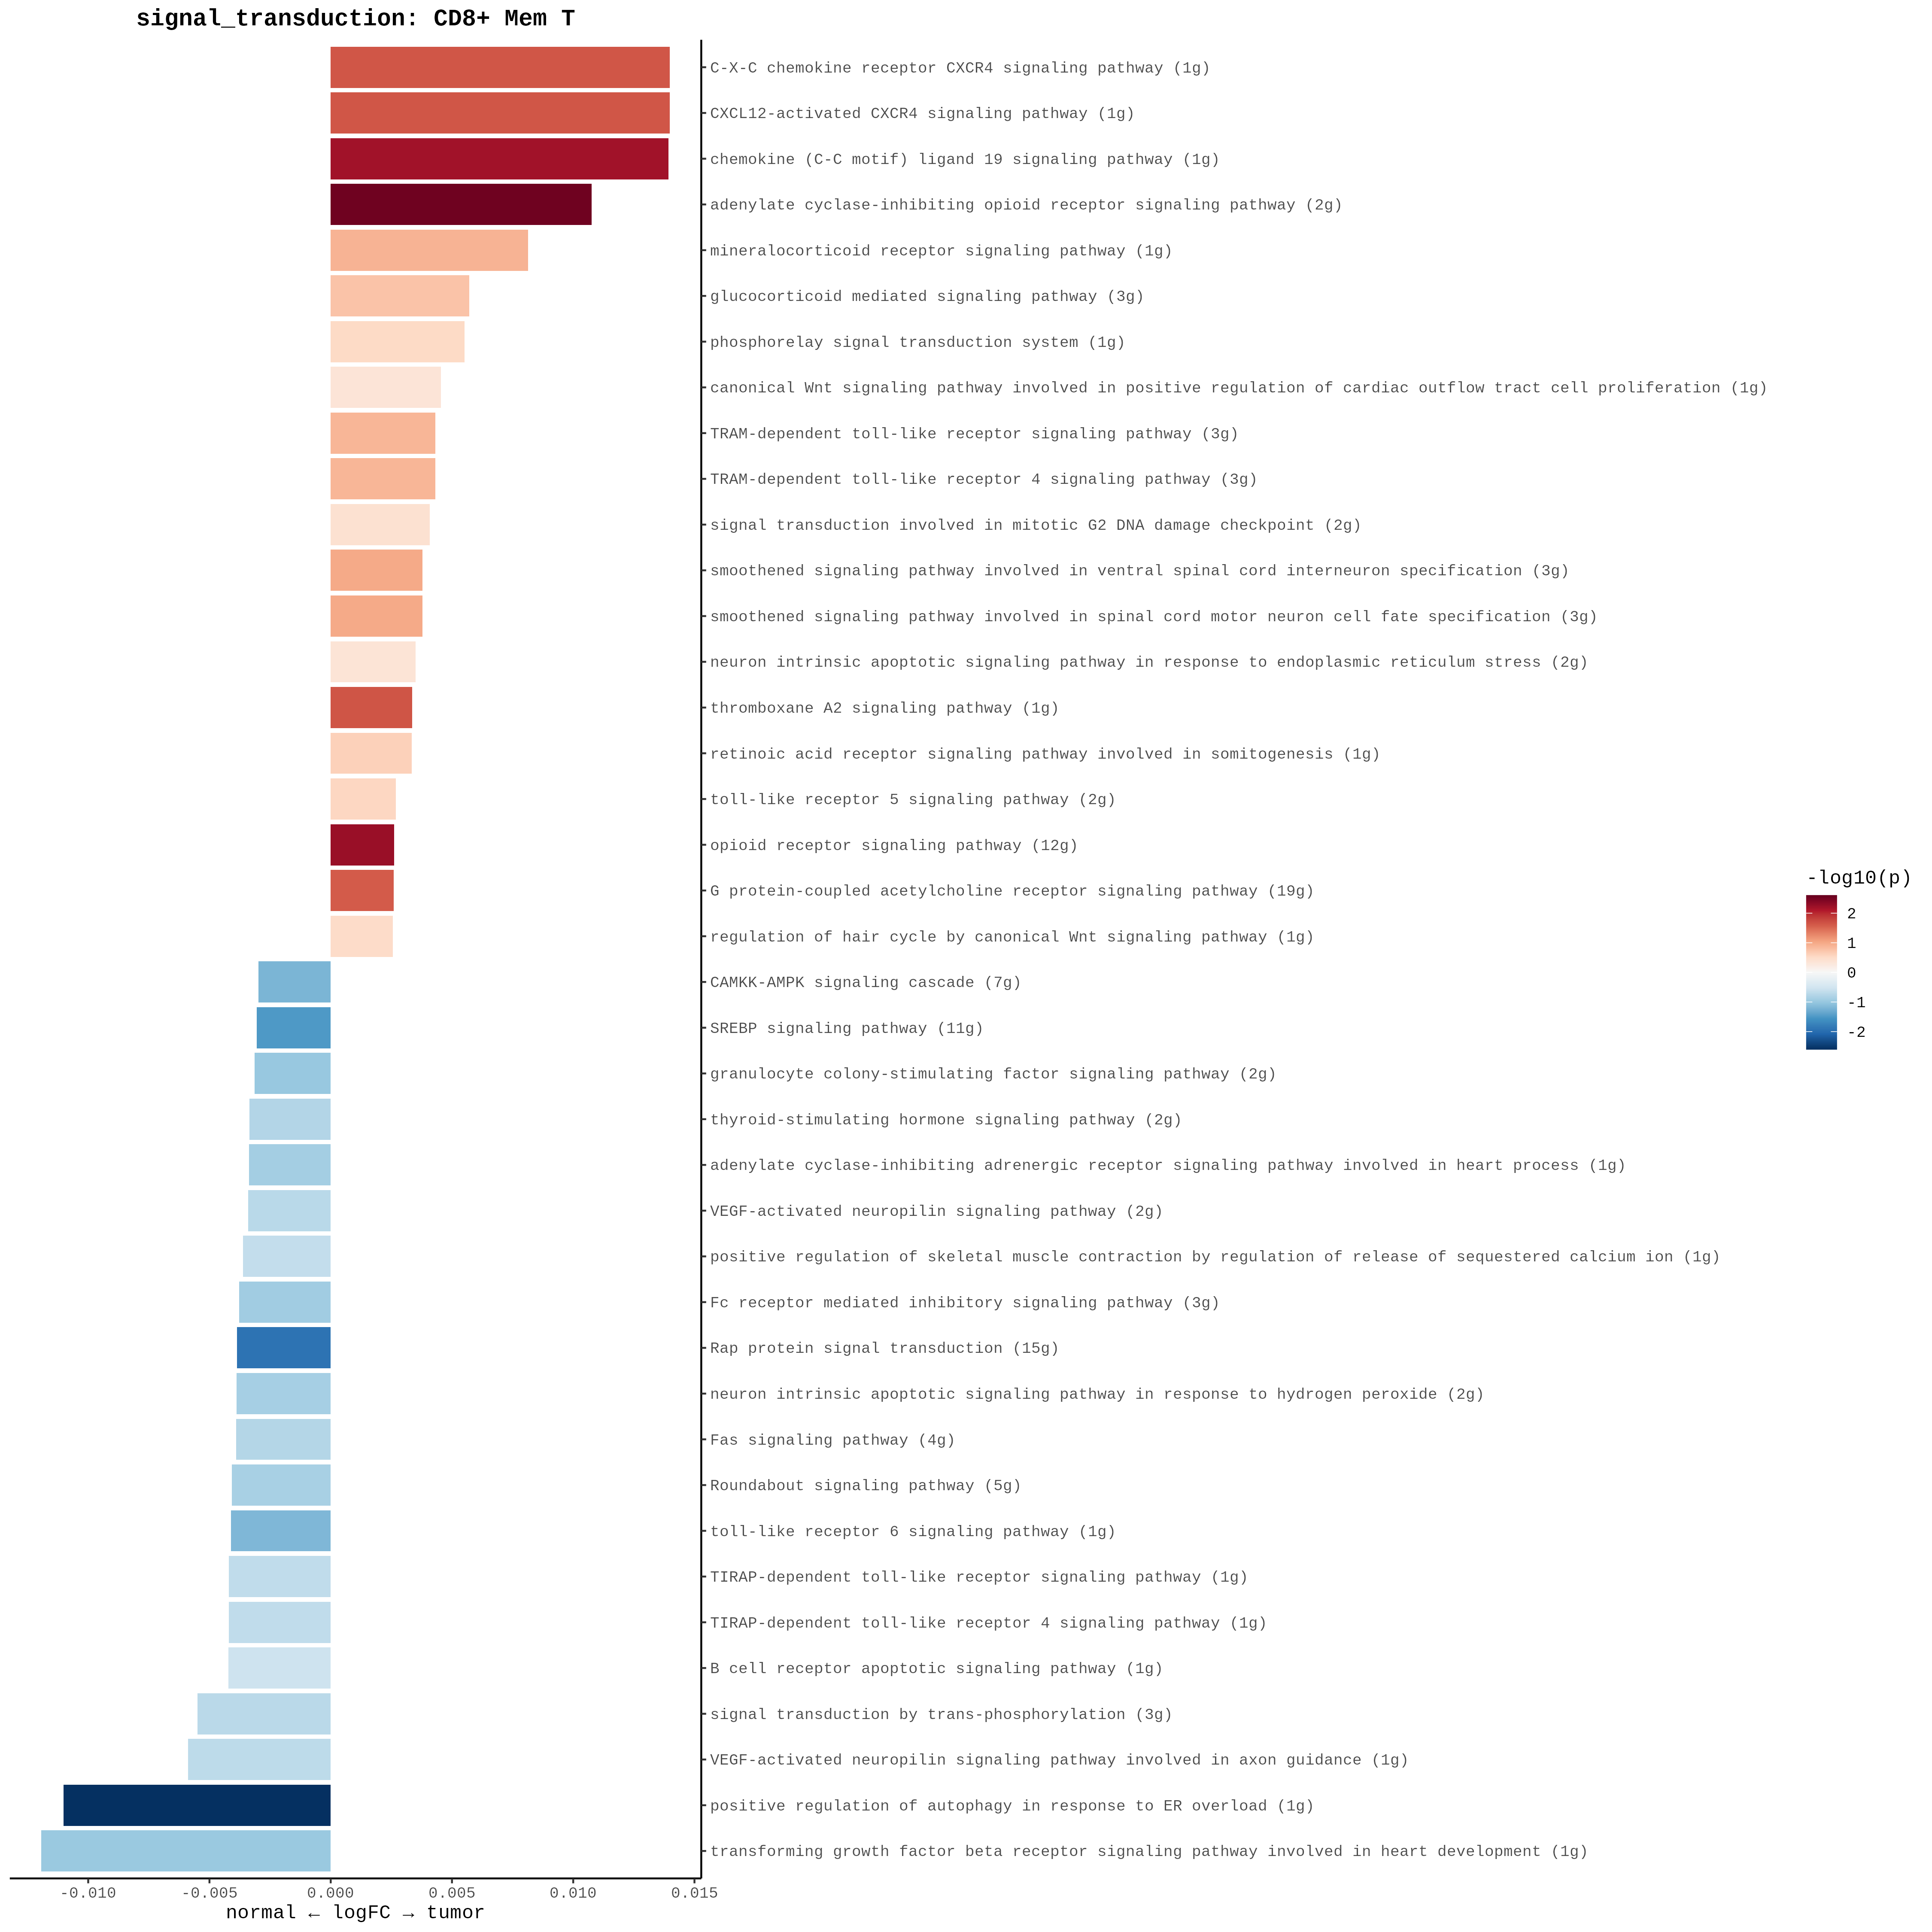 signal_transduction: CD8+ Mem T
C-X-C chemokine receptor CXCR4 signaling pathway (1g)
CXCL12-activated CXCR4 signaling pathway (1g)
chemokine (C-C motif) ligand 19 signaling pathway (1g)
adenylate cyclase-inhibiting opioid receptor signaling pathway (2g)
mineralocorticoid receptor signaling pathway (1g)
glucocorticoid mediated signaling pathway (3g)
phosphorelay signal transduction system (1g)
canonical Wnt signaling pathway involved in positive regulation of cardiac outflow tract cell proliferation (1g)
TRAM-dependent toll-like receptor signaling pathway (3g)
TRAM-dependent toll-like receptor 4 signaling pathway (3g)
signal transduction involved in mitotic G2 DNA damage checkpoint (2g)
smoothened signaling pathway involved in ventral spinal cord interneuron specification (3g)
smoothened signaling pathway involved in spinal cord motor neuron cell fate specification (3g)
neuron intrinsic apoptotic signaling pathway in response to endoplasmic reticulum stress (2g)
thromboxane A2 signaling pathway (1g)
retinoic acid receptor signaling pathway involved in somitogenesis (1g)
toll-like receptor 5 signaling pathway (2g)
opioid receptor signaling pathway (12g)
G protein-coupled acetylcholine receptor signaling pathway (19g)
regulation of hair cycle by canonical Wnt signaling pathway (1g)
CAMKK-AMPK signaling cascade (7g)
SREBP signaling pathway (11g)
granulocyte colony-stimulating factor signaling pathway (2g)
thyroid-stimulating hormone signaling pathway (2g)
adenylate cyclase-inhibiting adrenergic receptor signaling pathway involved in heart process (1g)
VEGF-activated neuropilin signaling pathway (2g)
positive regulation of skeletal muscle contraction by regulation of release of sequestered calcium ion (1g)
Fc receptor mediated inhibitory signaling pathway (3g)
Rap protein signal transduction (15g)
neuron intrinsic apoptotic signaling pathway in response to hydrogen peroxide (2g)
Fas signaling pathway (4g)
Roundabout signaling pathway (5g)
toll-like receptor 6 signaling pathway (1g)
TIRAP-dependent toll-like receptor signaling pathway (1g)
TIRAP-dependent toll-like receptor 4 signaling pathway (1g)
B cell receptor apoptotic signaling pathway (1g)
signal transduction by trans-phosphorylation (3g)
VEGF-activated neuropilin signaling pathway involved in axon guidance (1g)
positive regulation of autophagy in response to ER overload (1g)
transforming growth factor beta receptor signaling pathway involved in heart development (1g)
-0.010 -0.005 0.000 0.005 0.010 0.015
normal ← logFC → tumor
-log10(p)
2
1
0
-1
-2